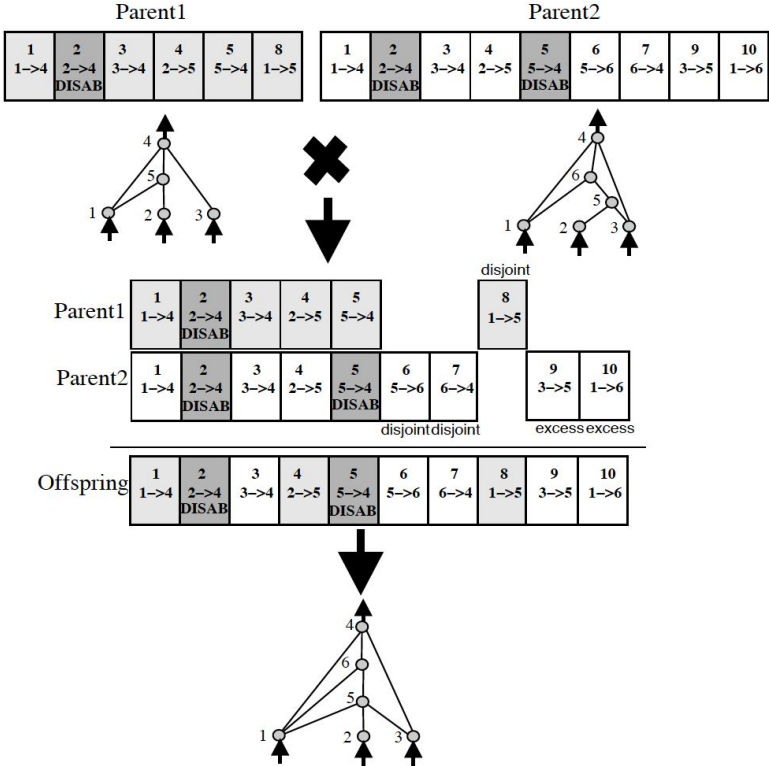 Parent1 Parent2
1 2 3 4 5 8 1 2 3 4 5 6 7 9 10
1->4 2->4 3->4 2->5 5->4 1->5 1->4 2->4 3->4 2->5 5->4 5->6 6->4 3->5 1->6
DISAB DISAB DISAB
4 4
6
5 5
1 2 3 1 2 3
disjoint
Parent1
1 2 3 4 5 8
1->4 2->4 3->4 2->5 5->4 1->5
DISAB
Parent2
1 2 3 4 5 6 7 9 10
1->4 2->4 3->4 2->5 5->4 5->6 6->4 3->5 1->6
DISAB DISAB
disjoint disjoint excess excess
Offspring
1 2 3 4 5 6 7 8 9 10
1->4 2->4 3->4 2->5 5->4 5->6 6->4 1->5 3->5 1->6
DISAB DISAB
4
6
5
1 2 3